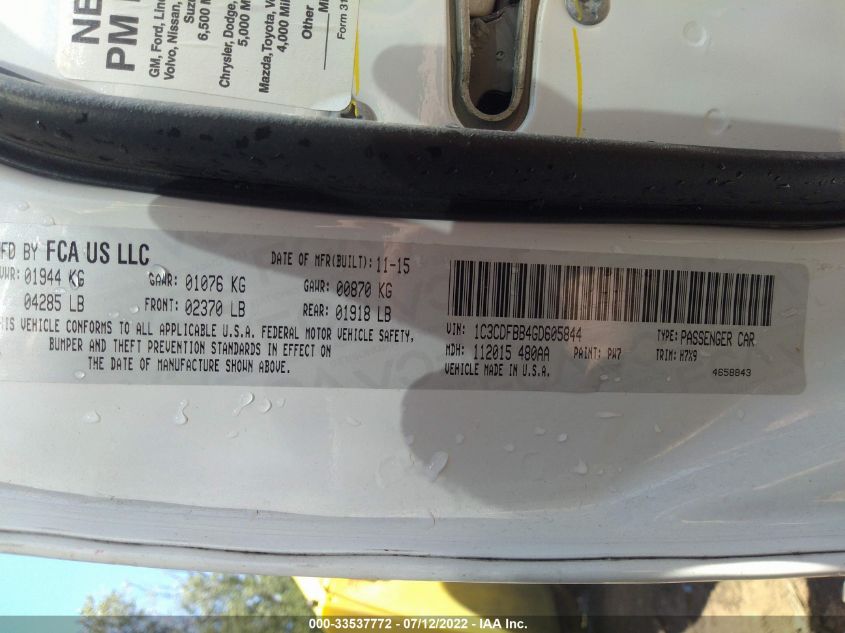 NE
PM
GM, Ford, Linc
Volvo, Nissan,
Suzu
6,500 M
Chrysler, Dodge,
5,000 M
Mazda, Toyota, V
4,000 Mil
Other
Mi
Form 31
FD BY FCA US LLC
DATE OF MFR(BUILT): 11-15
VWR: 01944 KG
GAWR: 01076 KG
GAWR: 00870 KG
04285 LB
FRONT: 02370 LB
REAR: 01918 LB
HIS VEHICLE CONFORMS TO ALL APPLICABLE U.S.A. FEDERAL MOTOR VEHICLE SAFETY,
BUMPER AND THEFT PREVENTION STANDARDS IN EFFECT ON
THE DATE OF MANUFACTURE SHOWN ABOVE.
VIN: 1C3CDFBB4GD605844
TYPE: PASSENGER CAR
MDH: 112015 480AA
PAINT: PW7
TRIM: H7X9
VEHICLE MADE IN U.S.A.
4658843
000-33537772 - 07/12/2022 - IAA Inc.